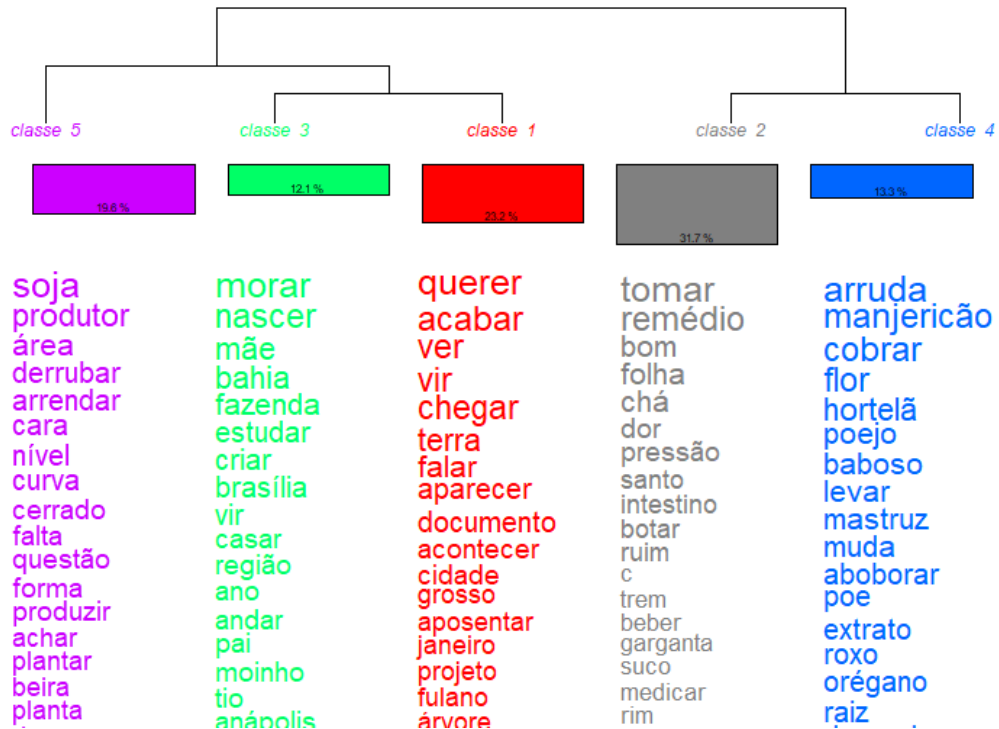 classe 5
classe 3
classe 1
classe 2
classe 4
19.6 %
12.1 %
23.2 %
31.7 %
13.3 %
soja
produtor
área
derrubar
arrendar
cara
nível
curva
cerrado
falta
questão
forma
produzir
achar
plantar
beira
planta
morar
nascer
mãe
bahia
fazenda
estudar
criar
brasília
vir
casar
região
ano
andar
pai
moinho
tio
anápolis
querer
acabar
ver
vir
chegar
terra
falar
aparecer
documento
acontecer
cidade
grosso
aposentar
janeiro
projeto
fulano
árvore
tomar
remédio
bom
folha
chá
dor
pressão
santo
intestino
botar
ruim
c
trem
beber
garganta
suco
medicar
rim
arruda
manjericão
cobrar
flor
hortelã
poejo
baboso
levar
mastruz
muda
aboborar
poe
extrato
roxo
orégano
raiz